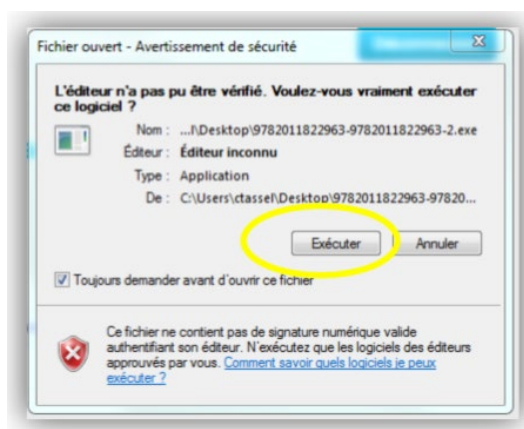 Fichier ouvert - Avertissement de sécurité
L'éditeur n'a pas pu être vérifié. Voulez-vous vraiment exécuter
ce logiciel ?
Nom : ...l\Desktop\9782011822963-9782011822963-2.exe
Éditeur : Éditeur inconnu
Type : Application
De : C:\Users\ctassel\Desktop\9782011822963-97820...
Exécuter Annuler
Toujours demander avant d'ouvrir ce fichier
Ce fichier ne contient pas de signature numérique valide
authentifiant son éditeur. N'exécutez que les logiciels des éditeurs
approuvés par vous. Comment savoir quels logiciels je peux
exécuter ?